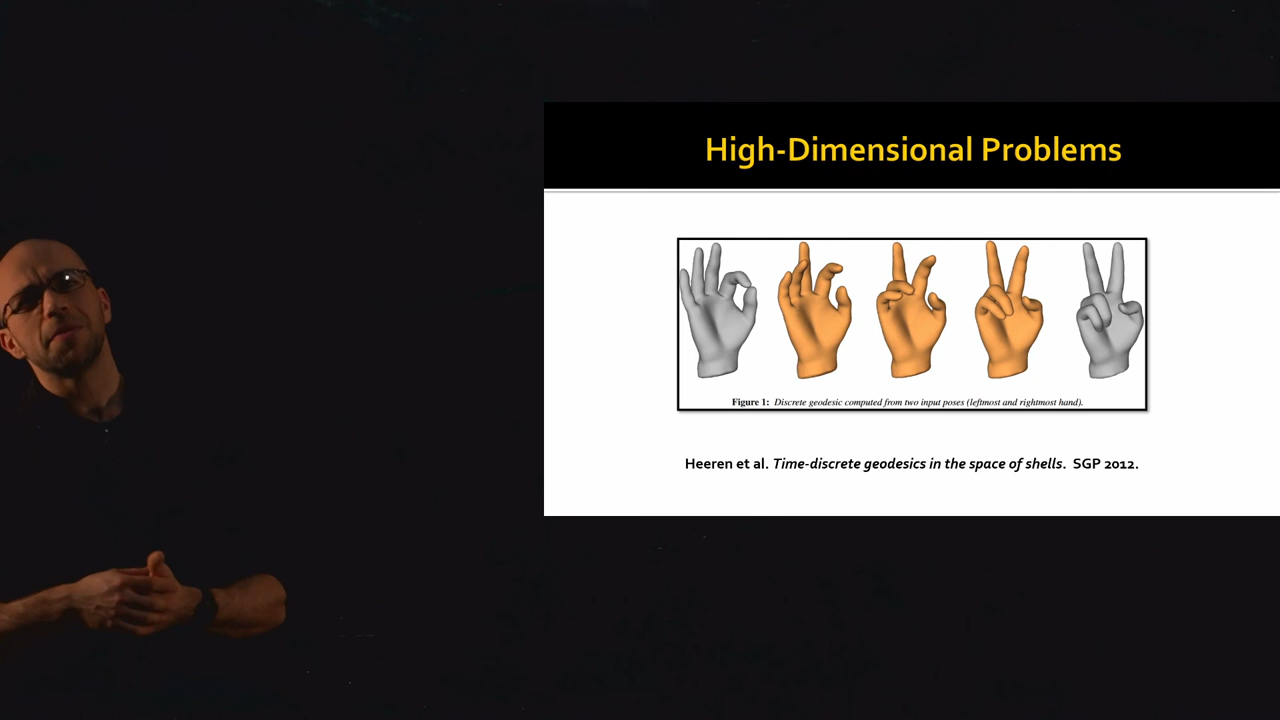 High-Dimensional Problems
Figure 1: Discrete geodesic computed from two input poses (leftmost and rightmost hand).
Heeren et al. Time-discrete geodesics in the space of shells. SGP 2012.